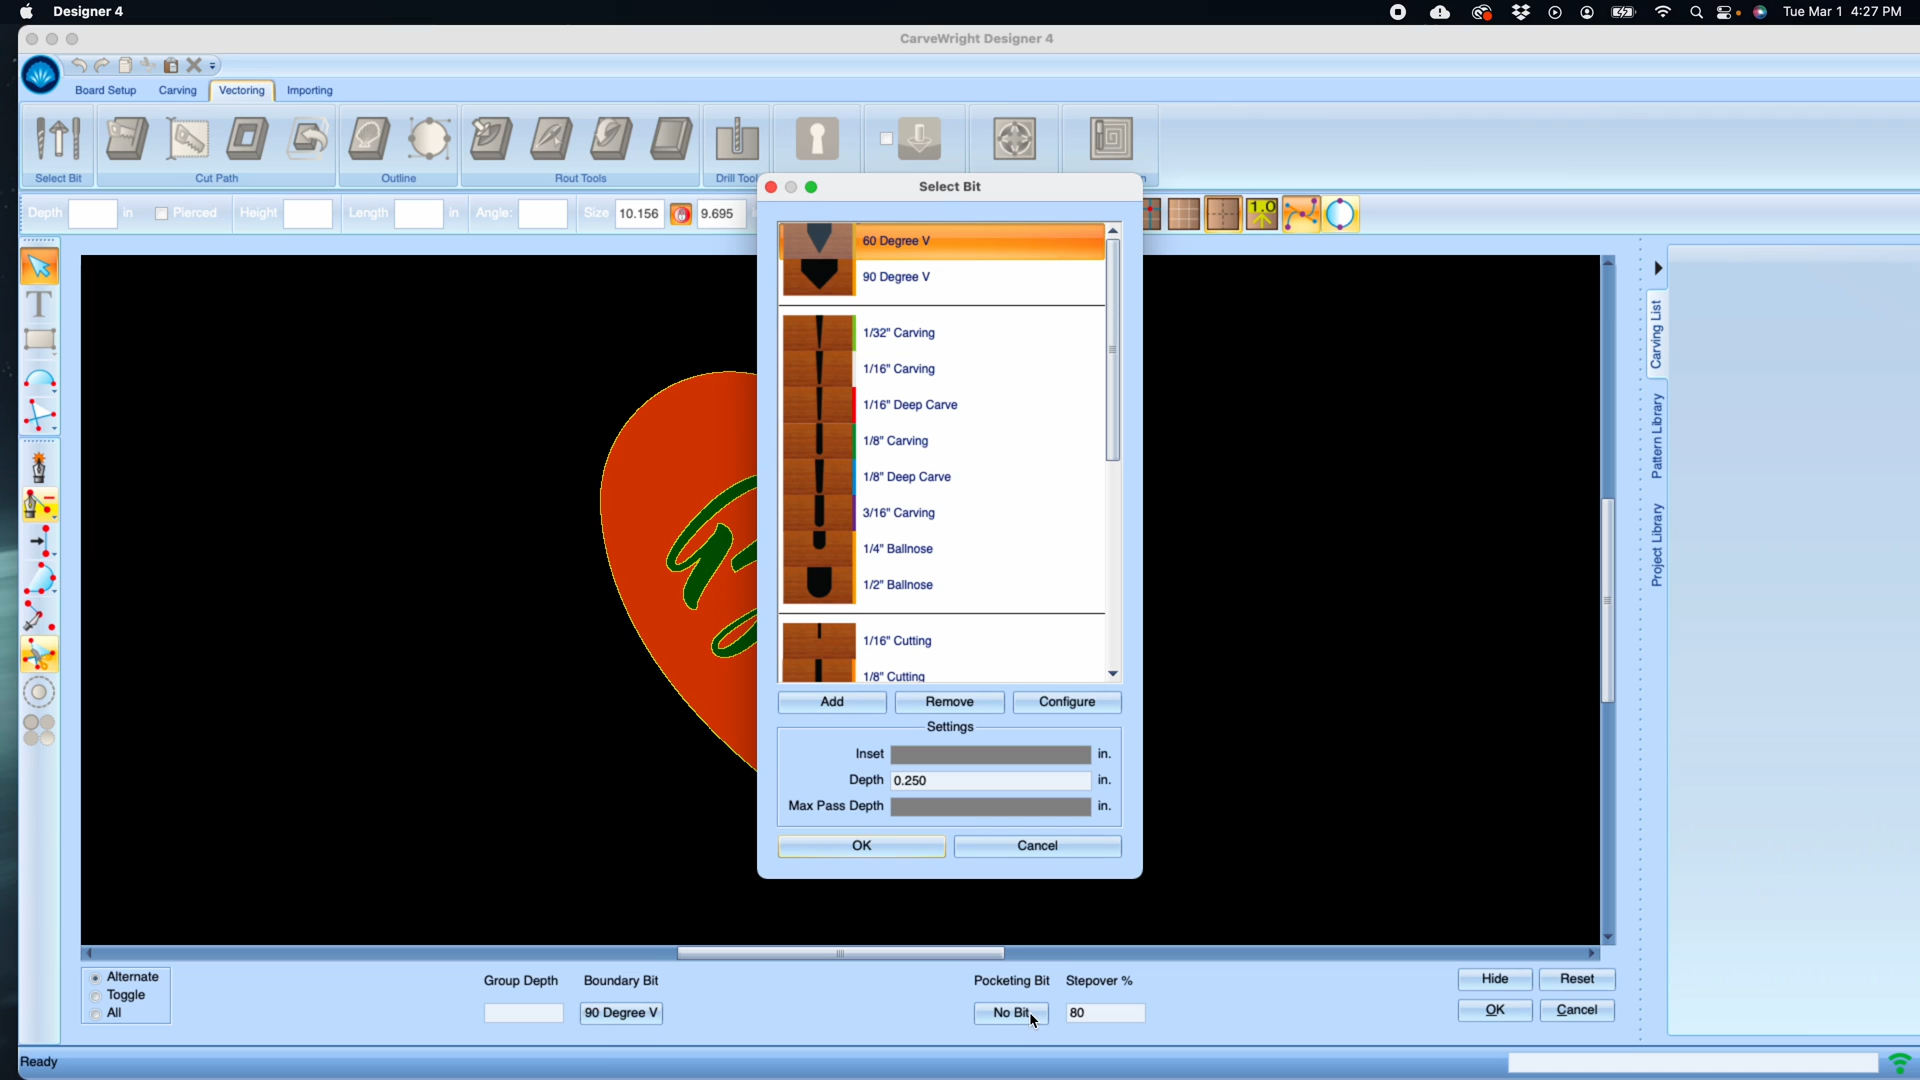 Designer 4
Tue Mar 1 4:27 PM
CarveWright Designer 4
Board Setup Carving Vectoring Importing
Select Bit Cut Path Outline Rout Tools Drill Tool
Depth in Pierced Height Length in Angle: Size 10.156 9.695
1.0
T
Select Bit
60 Degree V
90 Degree V
1/32" Carving
1/16" Carving
1/16" Deep Carve
1/8" Carving
1/8" Deep Carve
3/16" Carving
1/4" Ballnose
1/2" Ballnose
1/16" Cutting
1/8" Cutting
Add Remove Configure
Settings
Inset in.
Depth 0.250 in.
Max Pass Depth in.
OK Cancel
Carving List
Pattern Library
Project Library
Alternate
Toggle
All
Group Depth Boundary Bit Pocketing Bit Stepover %
90 Degree V No Bit 80
Hide Reset
OK Cancel
Ready